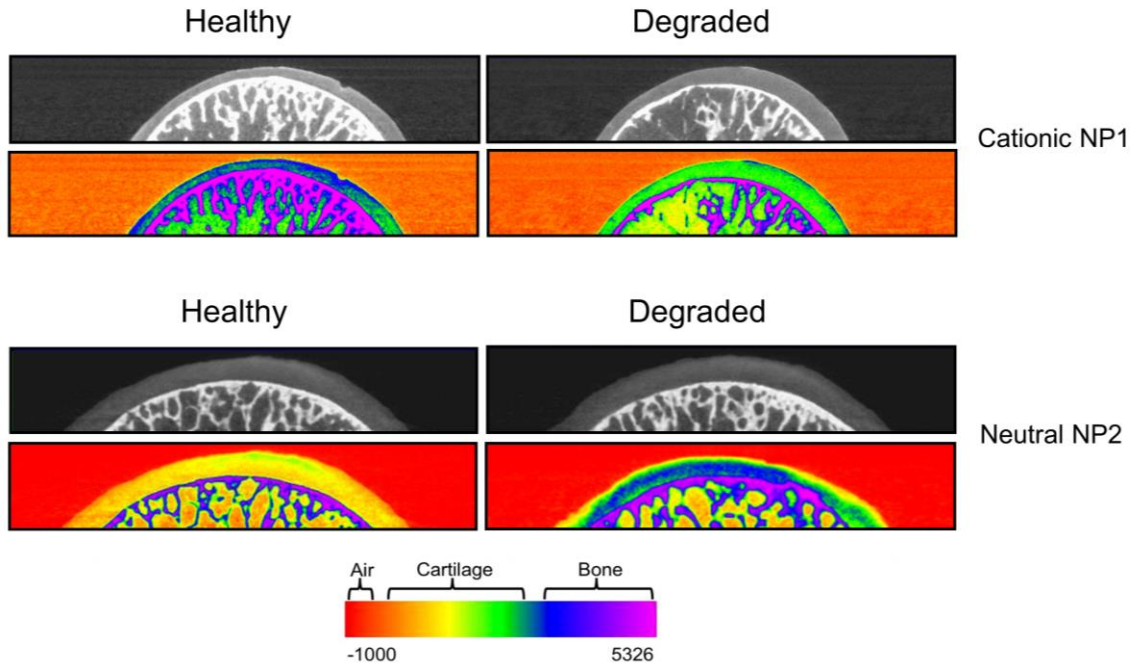 Healthy
Degraded
Cationic NP1
Healthy
Degraded
Neutral NP2
Air
Cartilage
Bone
-1000
5326